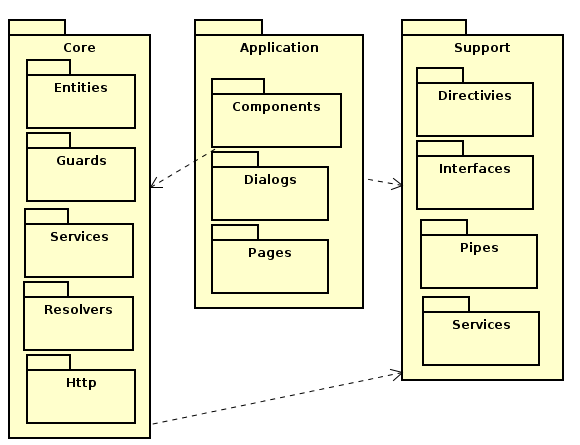 Core
Entities
Guards
Services
Resolvers
Http
Application
Components
Dialogs
Pages
Support
Directivies
Interfaces
Pipes
Services